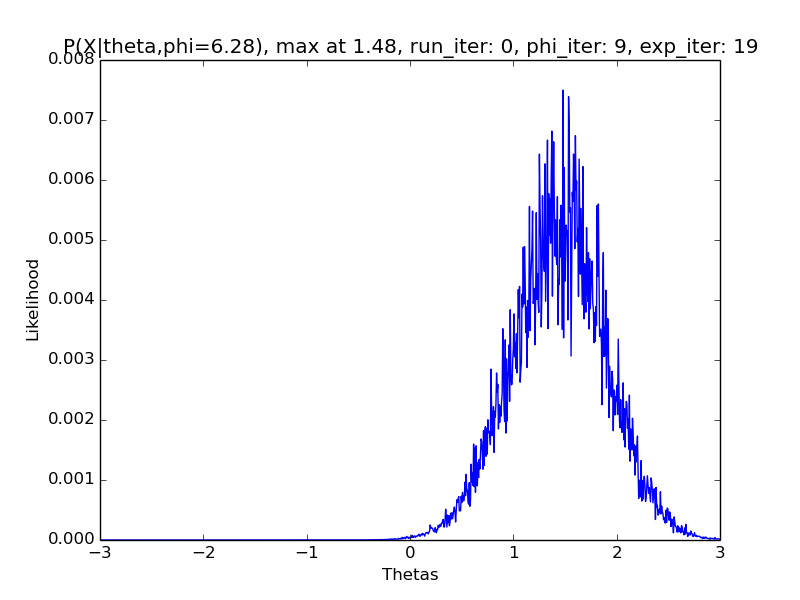 P(X|theta,phi=6.28), max at 1.48, run_iter: 0, phi_iter: 9, exp_iter: 19
0.008
0.007
0.006
0.005
0.004
0.003
0.002
0.001
0.000
Likelihood
−3 −2 −1 0 1 2 3
Thetas